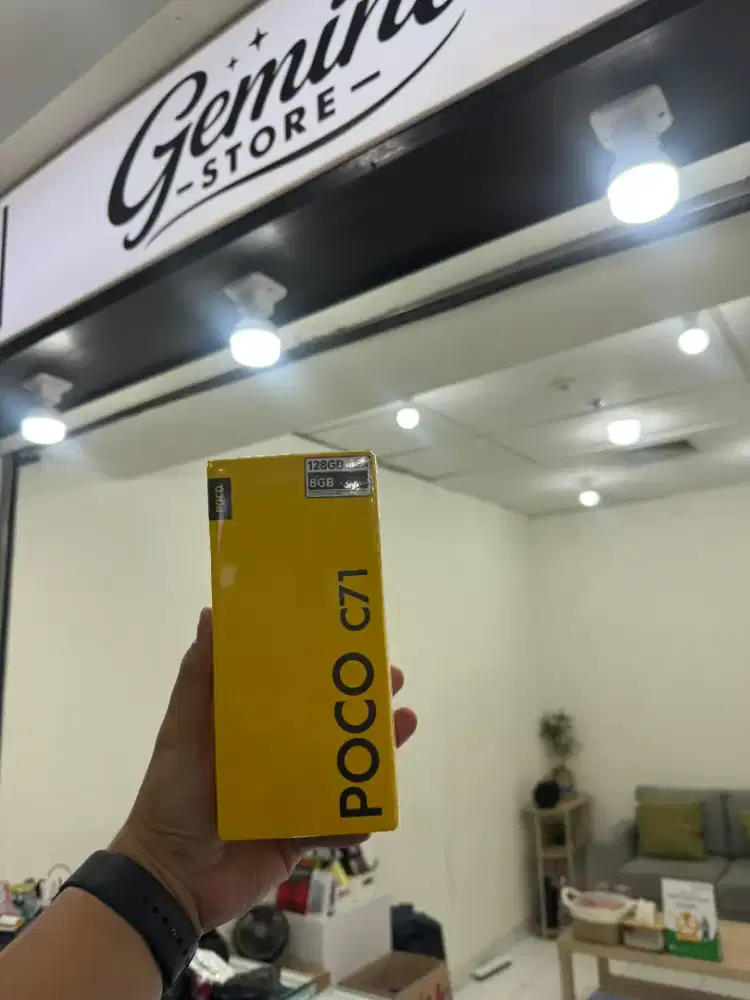 Gemini
-STORE-
128GB
8GB
POCO
POCO C71